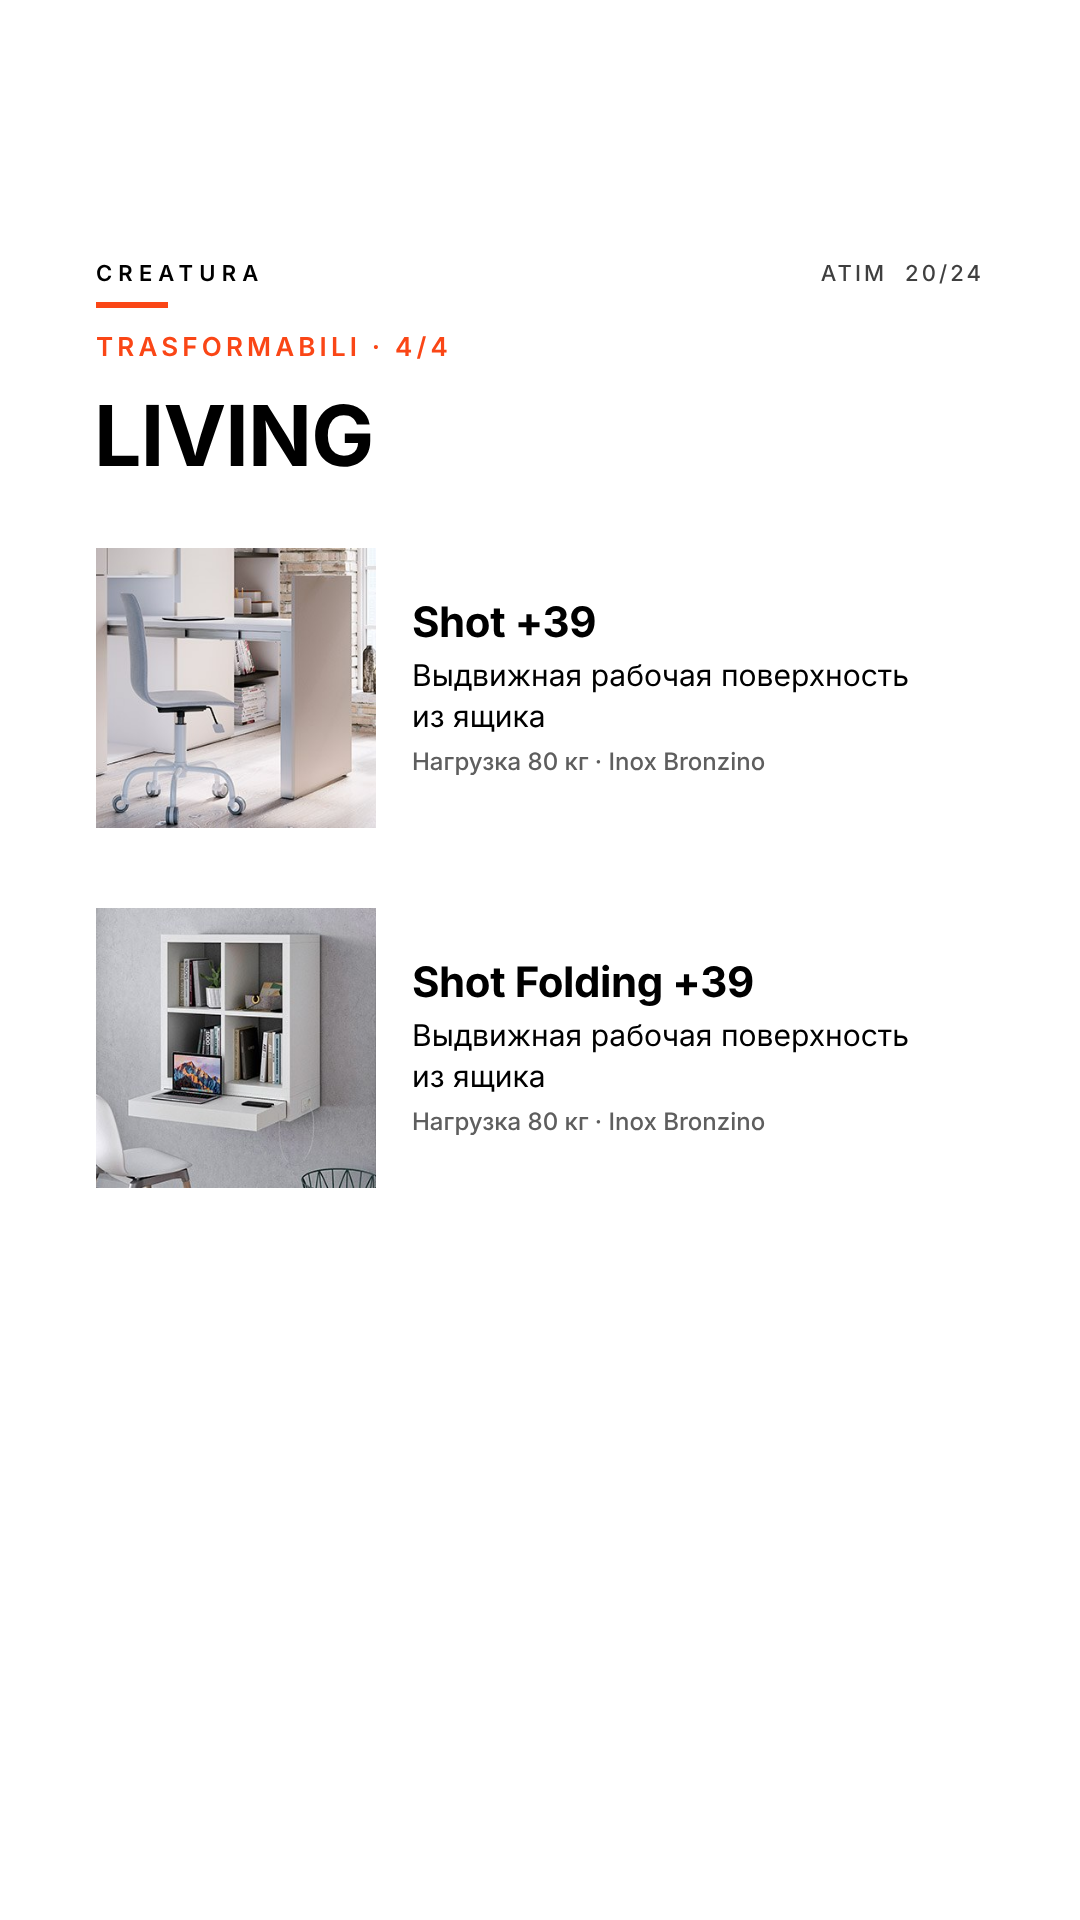 CREATURA
ATIM 20/24
TRASFORMABILI · 4/4
LIVING
Shot +39
Выдвижная рабочая поверхность
из ящика
Нагрузка 80 кг · Inox Bronzino
Shot Folding +39
Выдвижная рабочая поверхность
из ящика
Нагрузка 80 кг · Inox Bronzino